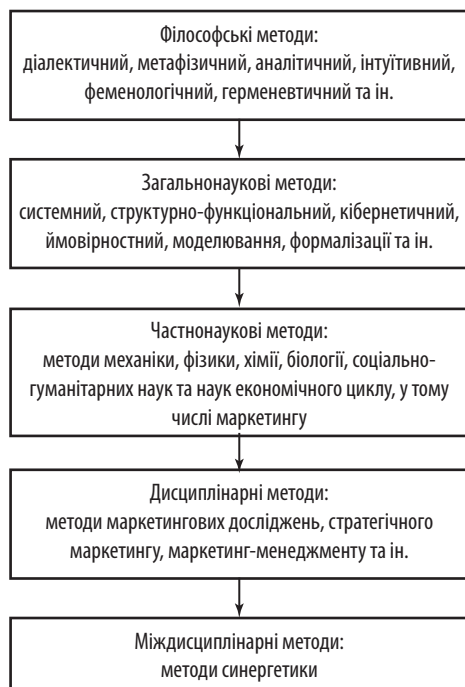 Філософські методи:
діалектичний, метафізичний, аналітичний, інтуїтивний,
феменологічний, герменевтичний та ін.
Загальнонаукові методи:
системний, структурно-функціональний, кібернетичний,
ймовірностний, моделювання, формалізації та ін.
Частнонаукові методи:
методи механіки, фізики, хімії, біології, соціально-
гуманітарних наук та наук економічного циклу, у тому
числі маркетингу
Дисциплінарні методи:
методи маркетингових досліджень, стратегічного
маркетингу, маркетинг-менеджменту та ін.
Міждисциплінарні методи:
методи синергетики